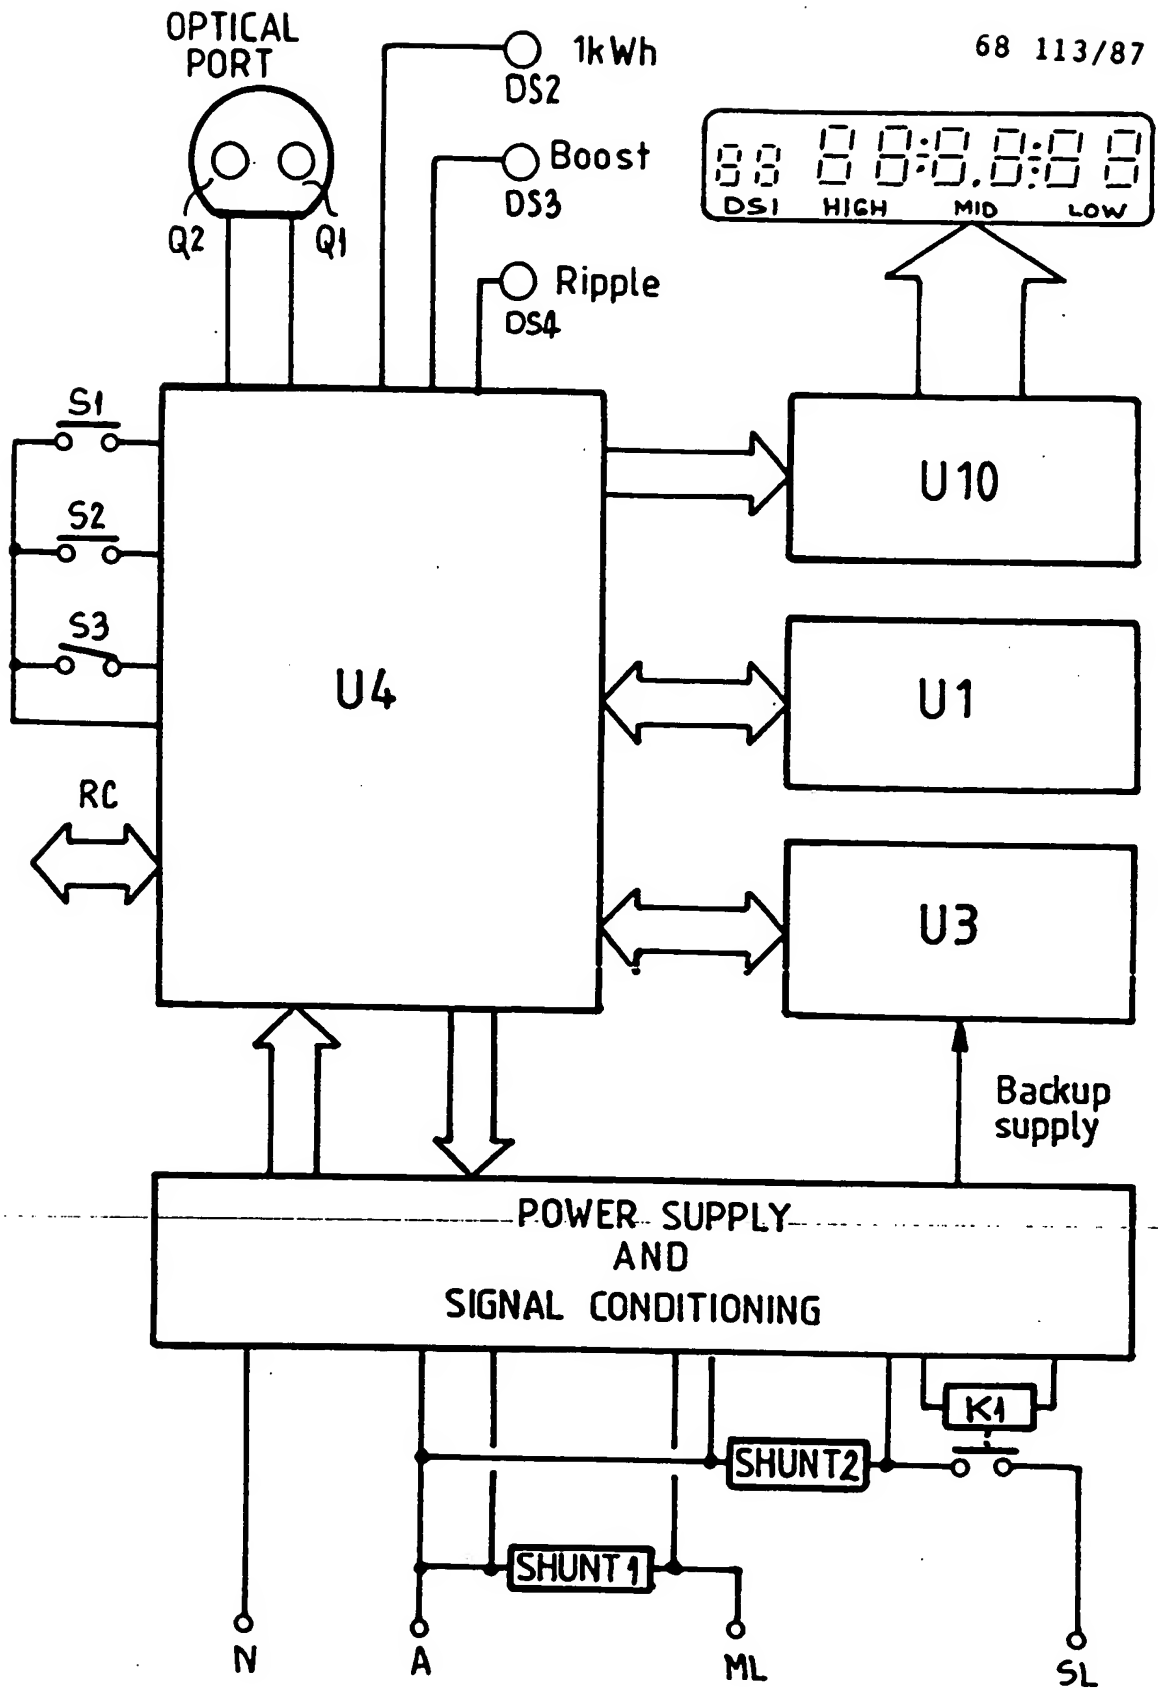 OPTICAL
PORT
1kWh
DS2
68 113/87
Boost
DS3
DS1 HIGH MID LOW
Q2
Q1
Ripple
DS4
S1
S2
S3
RC
U4
U10
U1
U3
Backup
supply
POWER SUPPLY
AND
SIGNAL CONDITIONING
K1
SHUNT2
SHUNT1
N
A
ML
SL